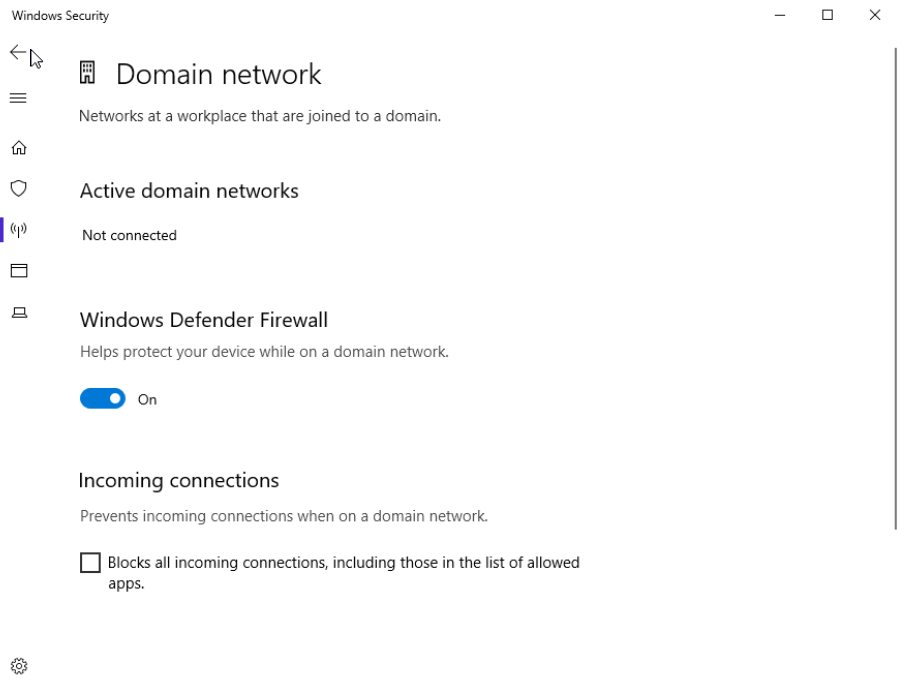 Windows Security
Domain network
Networks at a workplace that are joined to a domain.
Active domain networks
Not connected
Windows Defender Firewall
Helps protect your device while on a domain network.
On
Incoming connections
Prevents incoming connections when on a domain network.
Blocks all incoming connections, including those in the list of allowed
apps.